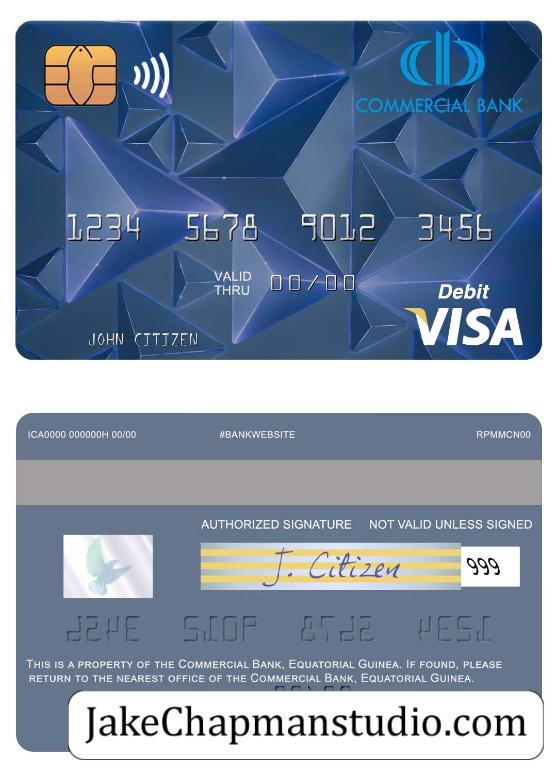 COMMERCIAL BANK
1234 5678 9012 3456
VALID THRU 00/00
Debit
VISA
JOHN CITIZEN
ICA0000 000000H 00/00 #BANKWEBSITE RPMMCN00
AUTHORIZED SIGNATURE NOT VALID UNLESS SIGNED
J. Citizen 999
THIS IS A PROPERTY OF THE COMMERCIAL BANK, EQUATORIAL GUINEA. IF FOUND, PLEASE
RETURN TO THE NEAREST OFFICE OF THE COMMERCIAL BANK, EQUATORIAL GUINEA.
JakeChapmanstudio.com